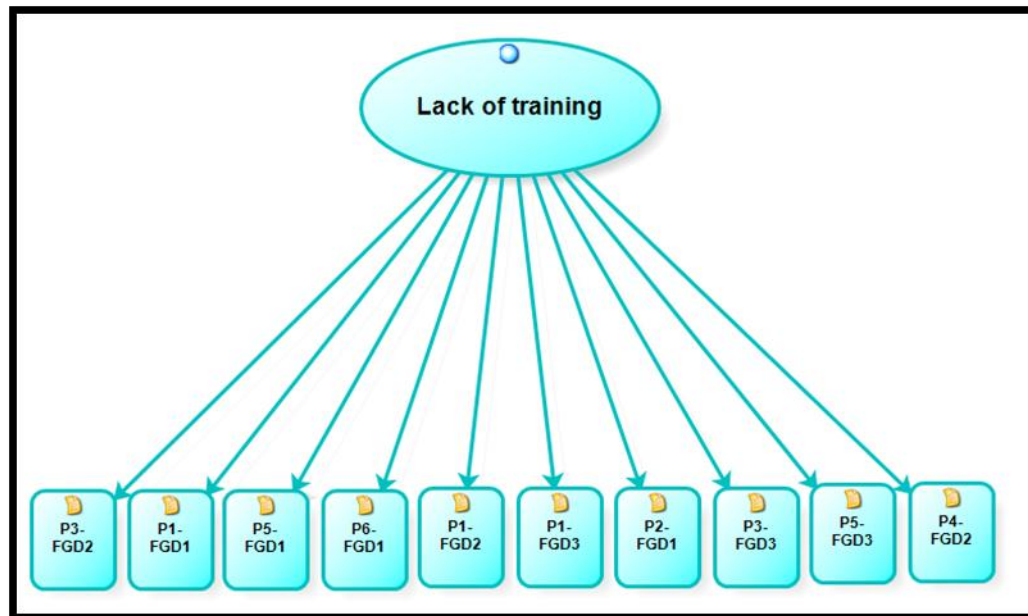 Lack of training
P3-
FGD2
P1-
FGD1
P5-
FGD1
P6-
FGD1
P1-
FGD2
P1-
FGD3
P2-
FGD1
P3-
FGD3
P5-
FGD3
P4-
FGD2